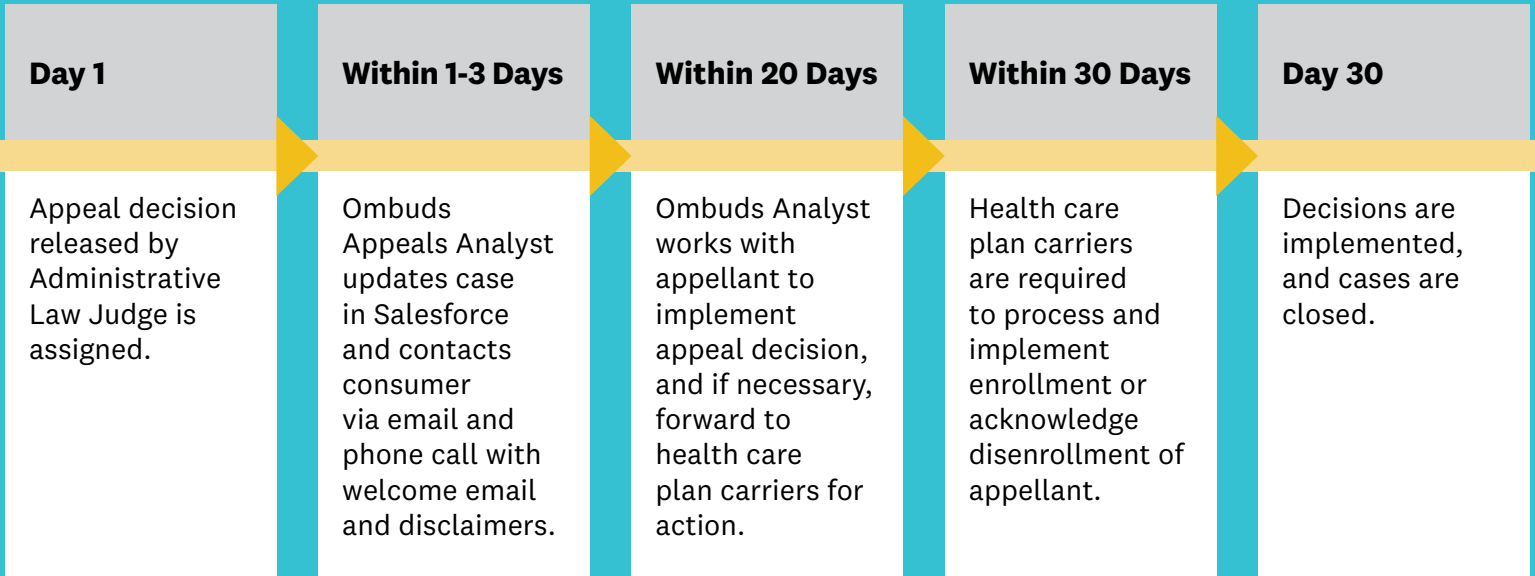 Day 1
Appeal decision
released by
Administrative
Law Judge is
assigned.
Within 1-3 Days
Ombuds
Appeals Analyst
updates case
in Salesforce
and contacts
consumer
via email and
phone call with
welcome email
and disclaimers.
Within 20 Days
Ombuds Analyst
works with
appellant to
implement
appeal decision,
and if necessary,
forward to
health care
plan carriers for
action.
Within 30 Days
Health care
plan carriers
are required
to process and
implement
enrollment or
acknowledge
disenrollment of
appellant.
Day 30
Decisions are
implemented,
and cases are
closed.